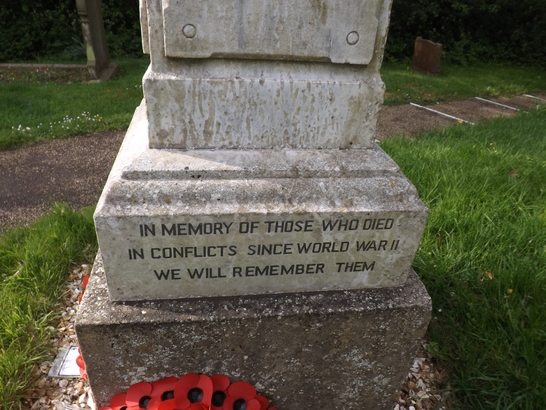 IN MEMORY OF THOSE WHO DIED
IN CONFLICTS SINCE WORLD WAR II
WE WILL REMEMBER THEM